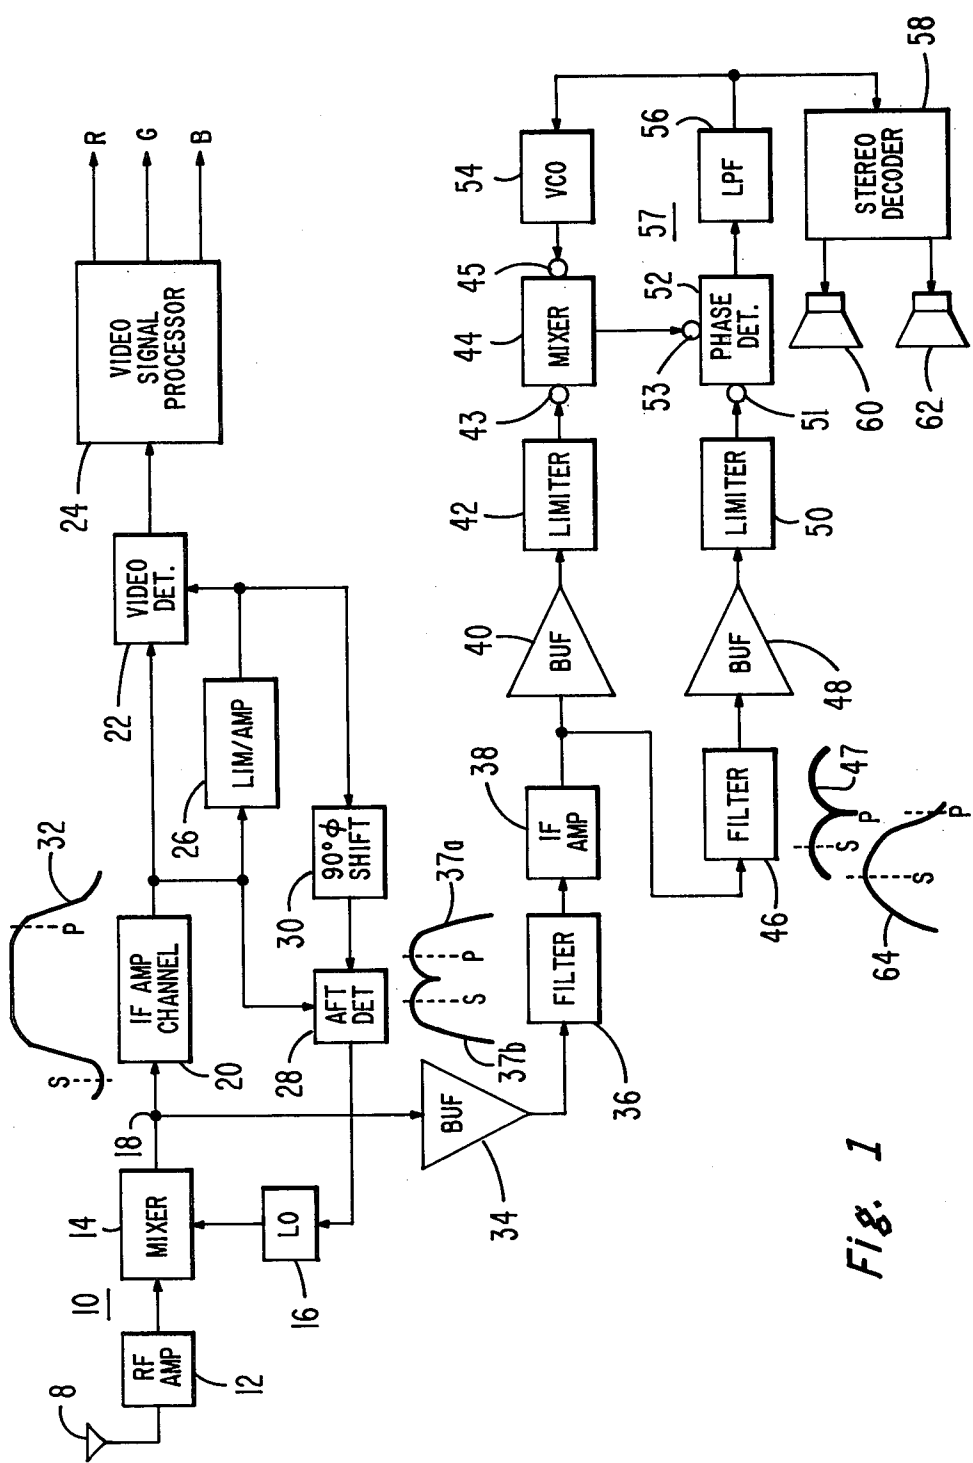 8
RF
AMP
12
10
14
MIXER
LO
16
18
S
P
32
IF AMP
CHANNEL
20
22
VIDEO
DET.
24
VIDEO
SIGNAL
PROCESSOR
R
G
B
26
LIM/AMP
90°ϕ
SHIFT
30
AFT
DET
28
BUF
34
37b
S
P
37a
FILTER
36
38
IF
AMP
40
BUF
42
LIMITER
43
44
MIXER
45
54
VCO
FILTER
46
S
P
47
64
S
P
BUF
48
LIMITER
50
51
52
PHASE
DET.
53
57
56
LPF
58
STEREO
DECODER
60
62
Fig. 1